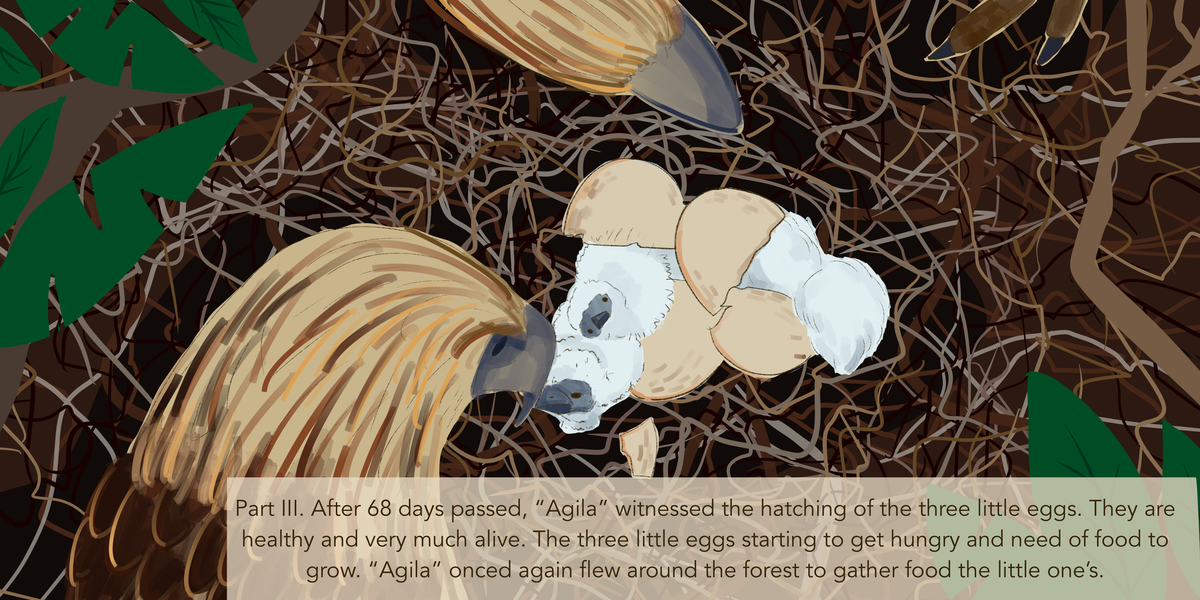 Part III. After 68 days passed, “Agila” witnessed the hatching of the three little eggs. They are
healthy and very much alive. The three little eggs starting to get hungry and need of food to
grow. “Agila” onced again flew around the forest to gather food the little one’s.